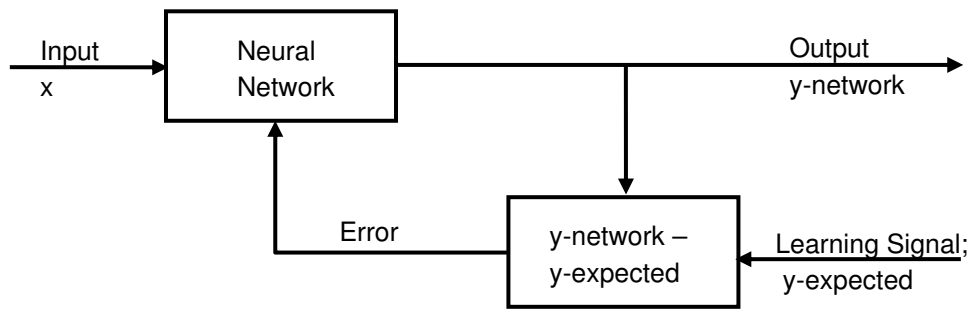 Input
x
Neural
Network
Output
y-network
Error
y-network –
y-expected
Learning Signal;
y-expected